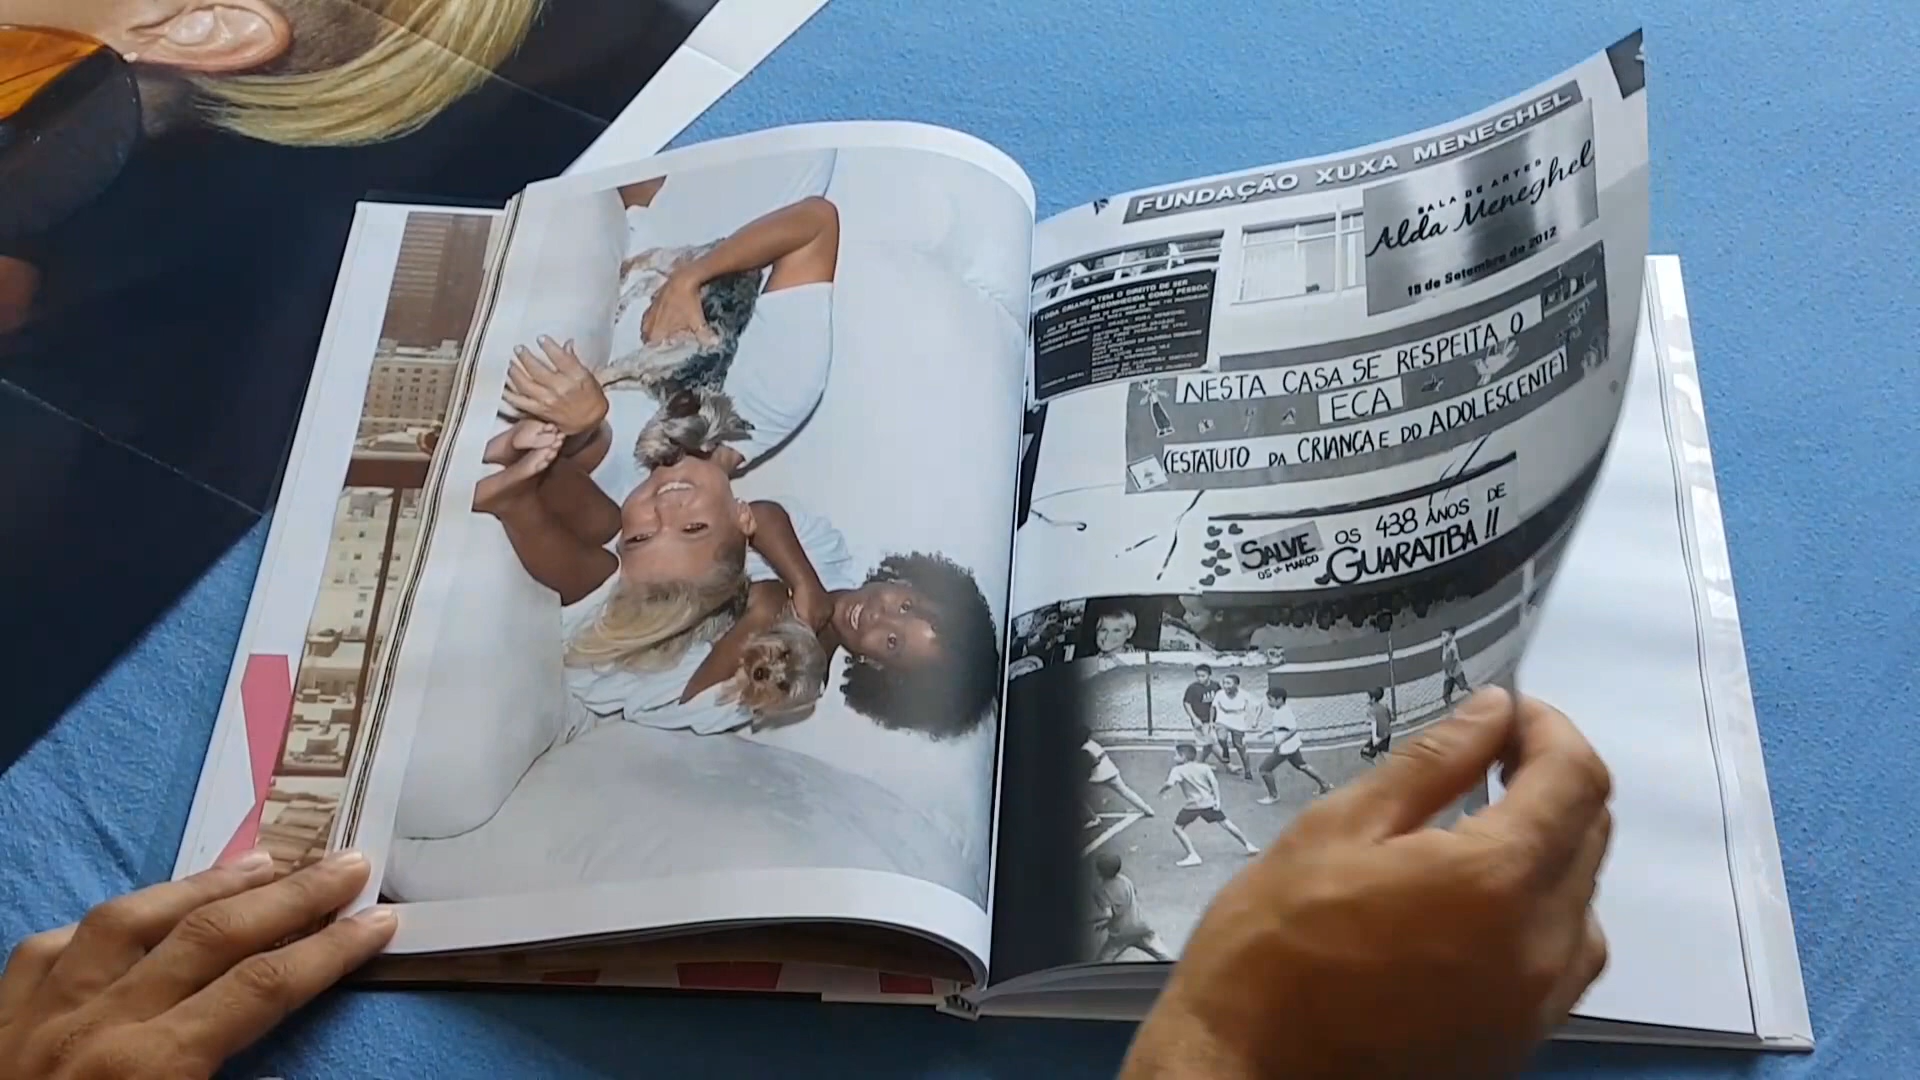 FUNDAÇÃO XUXA MENEGHEL
SALA DE ARTES
Alda Meneghel
18 de Setembro de 2012
TODA CRIANÇA TEM O DIREITO DE SER
RECONHECIDA COMO PESSOA
NESTA CASA SE RESPEITA O
ECA
(ESTATUTO DA CRIANÇA E DO ADOLESCENTE)
SALVE OS 438 ANOS DE
05 DE MARÇO GUARATIBA!!